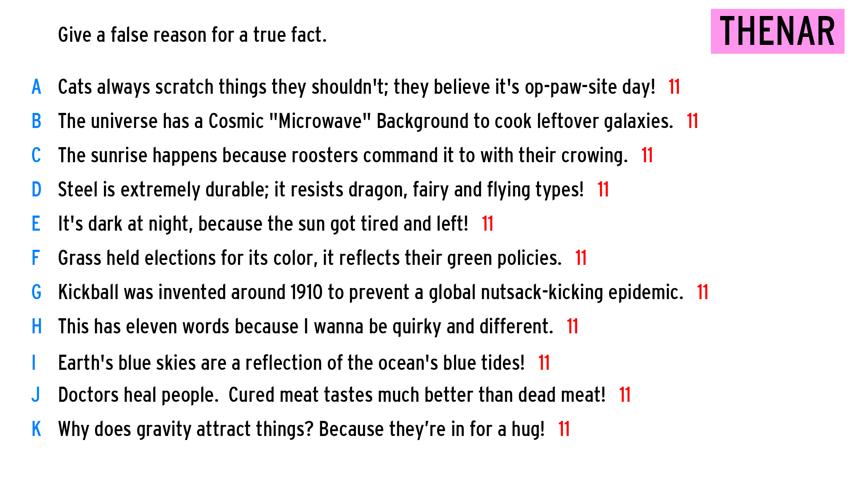 Give a false reason for a true fact.
THENAR
A Cats always scratch things they shouldn't; they believe it's op-paw-site day! 11
B The universe has a Cosmic "Microwave" Background to cook leftover galaxies. 11
C The sunrise happens because roosters command it to with their crowing. 11
D Steel is extremely durable; it resists dragon, fairy and flying types! 11
E It's dark at night, because the sun got tired and left! 11
F Grass held elections for its color, it reflects their green policies. 11
G Kickball was invented around 1910 to prevent a global nutsack-kicking epidemic. 11
H This has eleven words because I wanna be quirky and different. 11
I Earth's blue skies are a reflection of the ocean's blue tides! 11
J Doctors heal people.  Cured meat tastes much better than dead meat! 11
K Why does gravity attract things? Because they’re in for a hug! 11